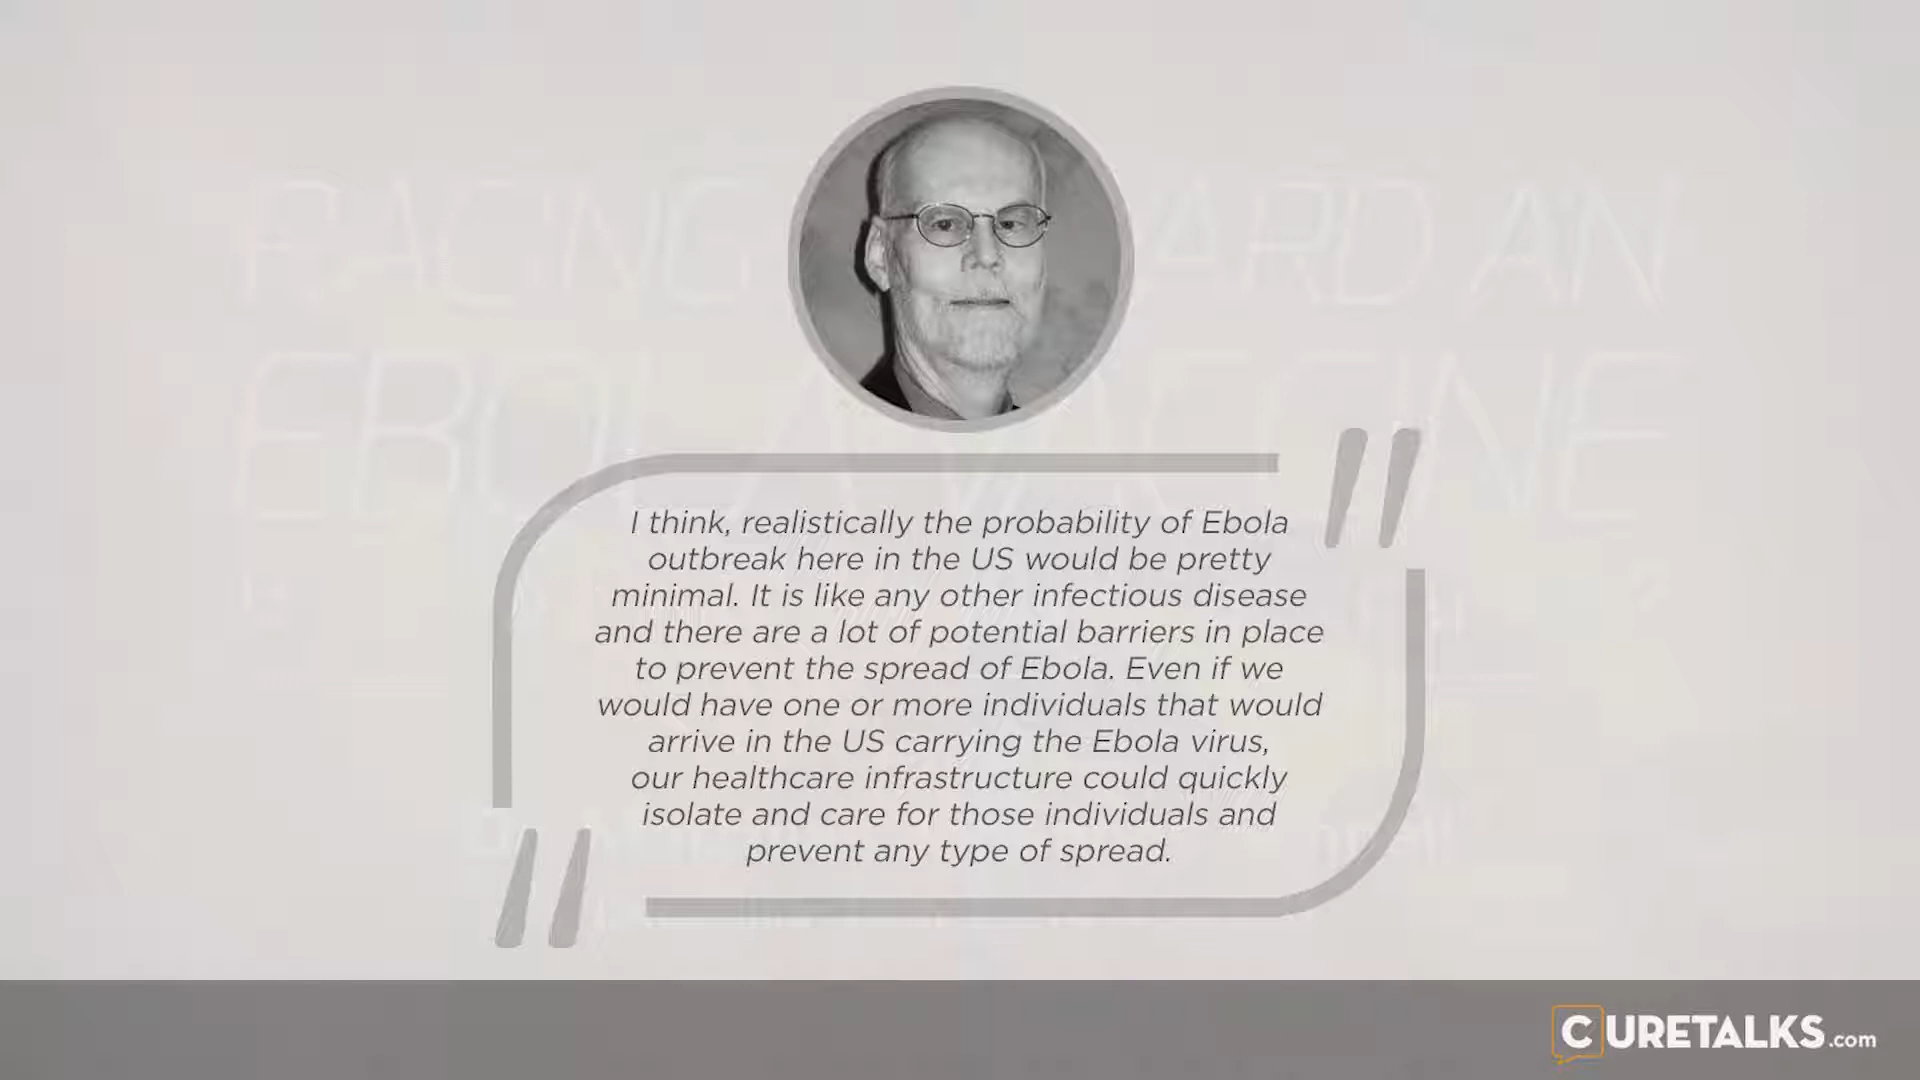 RACING ARD AN
I think, realistically the probability of Ebola
outbreak here in the US would be pretty
minimal. It is like any other infectious disease
and there are a lot of potential barriers in place
to prevent the spread of Ebola. Even if we
would have one or more individuals that would
arrive in the US carrying the Ebola virus,
our healthcare infrastructure could quickly
isolate and care for those individuals and
prevent any type of spread.
CURETALKS.com